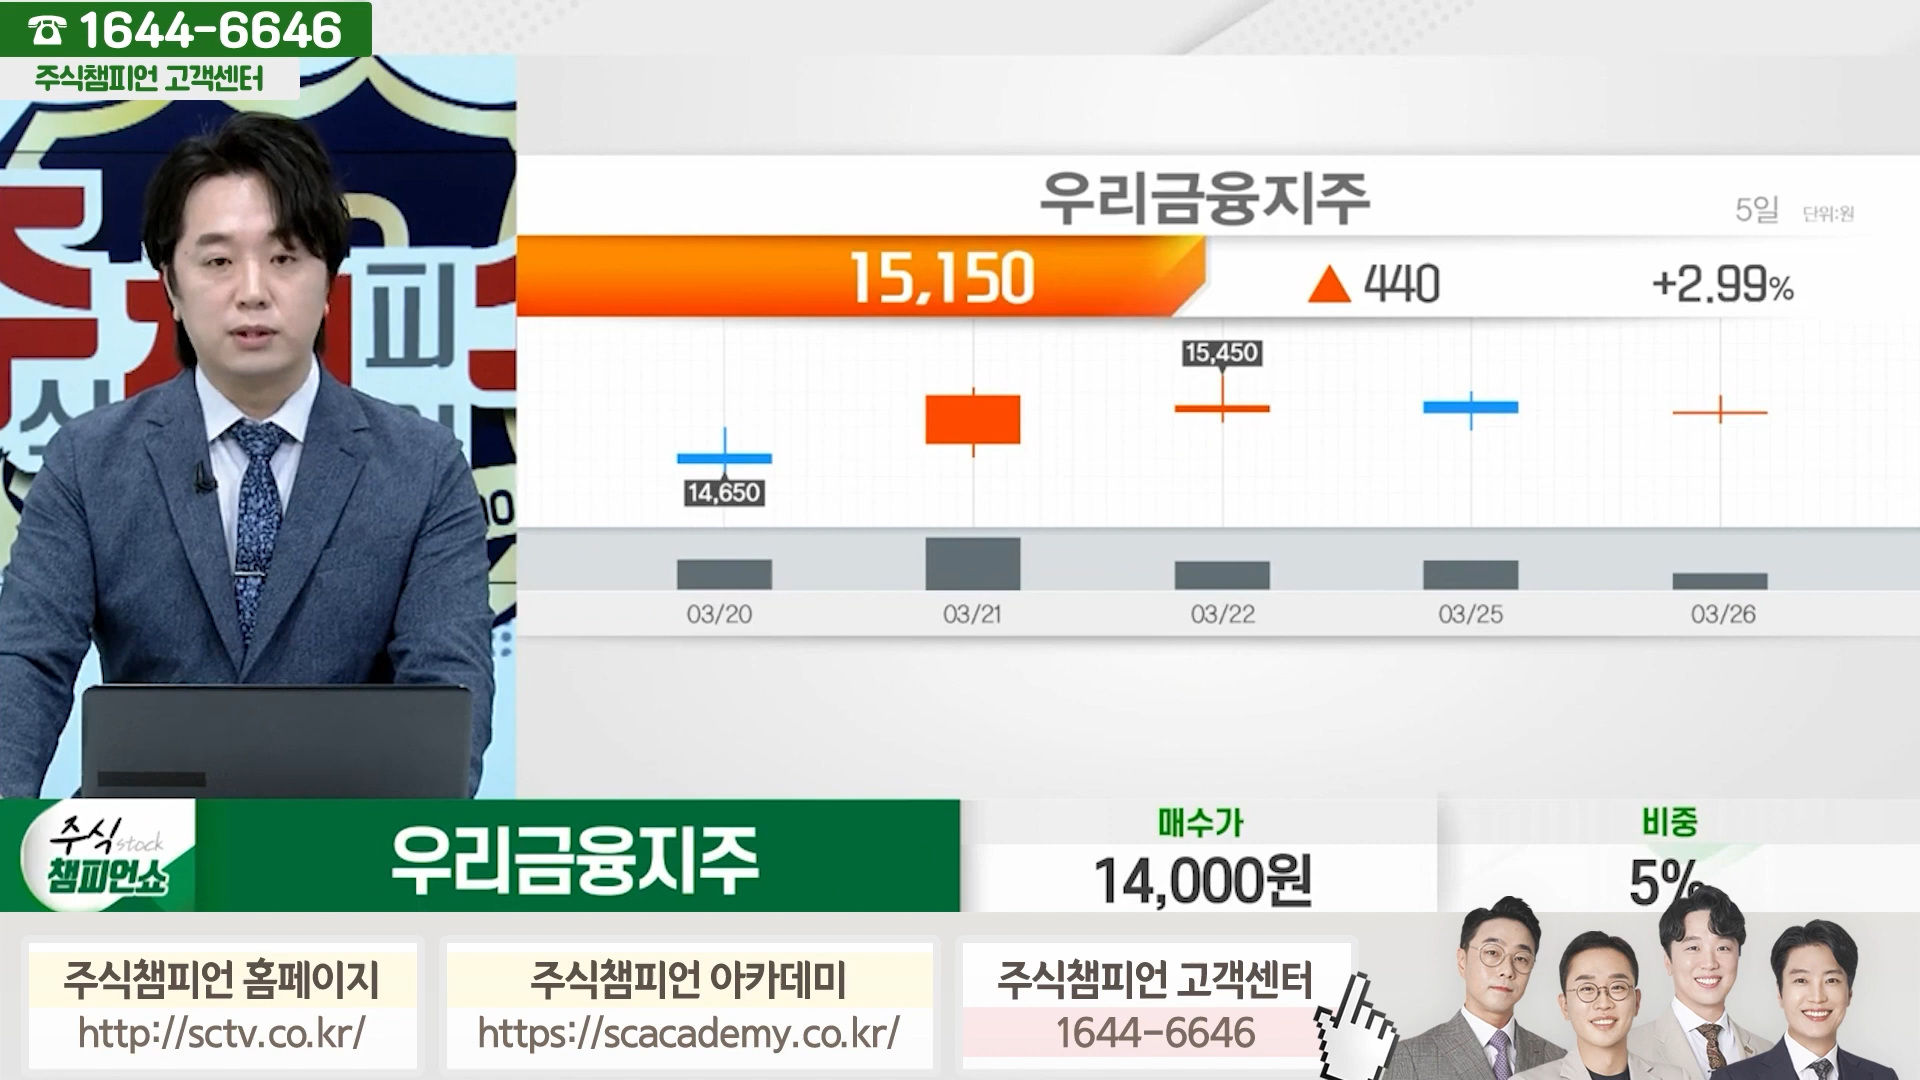 ☎ 1644-6646
주식챔피언 고객센터
피
우리금융지주
5일 단위:원
15,150
▲ 440
+2.99%
15,450
14,650
03/20
03/21
03/22
03/25
03/26
주식 stock
챔피언쇼
우리금융지주
매수가
14,000원
비중
5%
주식챔피언 홈페이지
http://sctv.co.kr/
주식챔피언 아카데미
https://scacademy.co.kr/
주식챔피언 고객센터
1644-6646